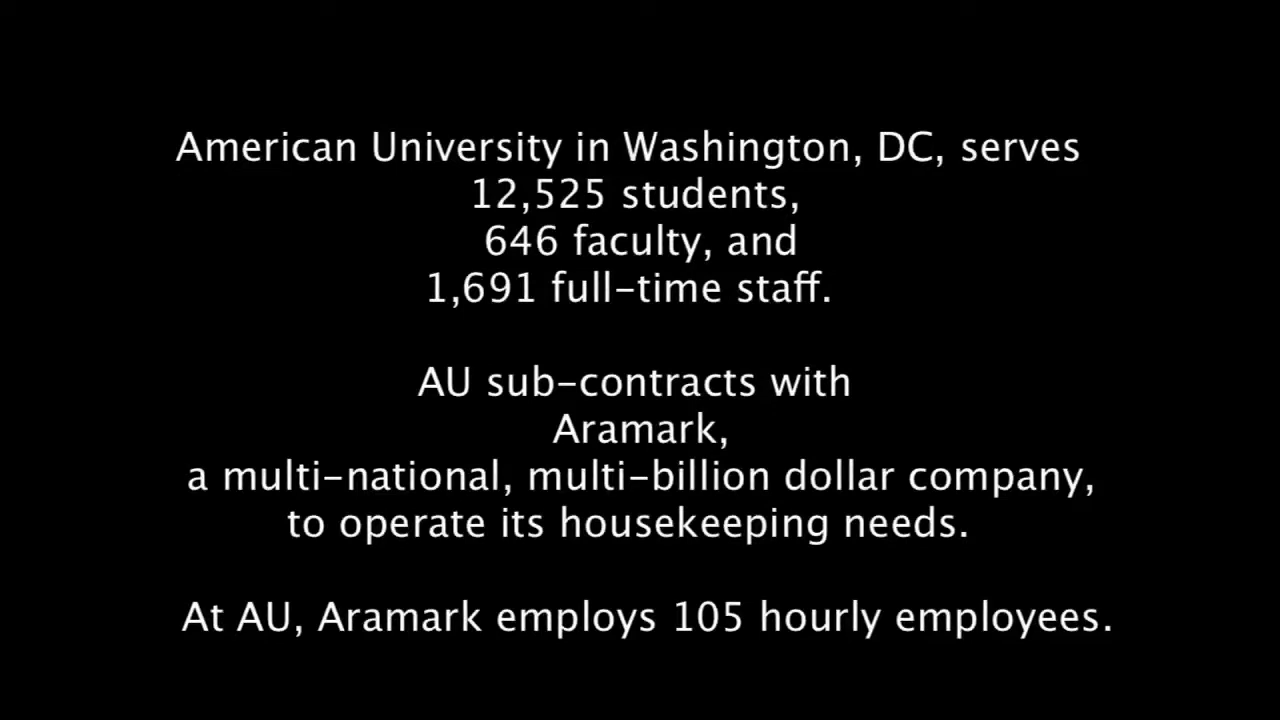 American University in Washington, DC, serves
12,525 students,
646 faculty, and
1,691 full-time staff.
AU sub-contracts with
Aramark,
a multi-national, multi-billion dollar company,
to operate its housekeeping needs.
At AU, Aramark employs 105 hourly employees.